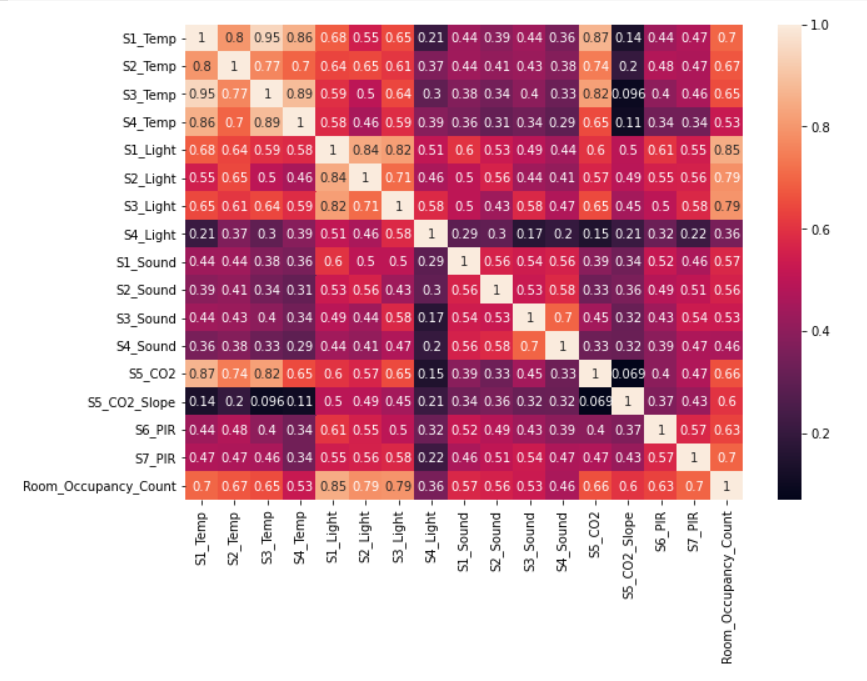 S1_Temp 1 0.8 0.95 0.86 0.68 0.55 0.65 0.21 0.44 0.39 0.44 0.36 0.87 0.14 0.44 0.47 0.7 1.0
S2_Temp 0.8 1 0.77 0.7 0.64 0.65 0.61 0.37 0.44 0.41 0.43 0.38 0.74 0.2 0.48 0.47 0.67
S3_Temp 0.95 0.77 1 0.89 0.59 0.5 0.64 0.3 0.38 0.34 0.4 0.33 0.82 0.096 0.4 0.46 0.65
S4_Temp 0.86 0.7 0.89 1 0.58 0.46 0.59 0.39 0.36 0.31 0.34 0.29 0.65 0.11 0.34 0.34 0.53 0.8
S1_Light 0.68 0.64 0.59 0.58 1 0.84 0.82 0.51 0.6 0.53 0.49 0.44 0.6 0.5 0.61 0.55 0.85
S2_Light 0.55 0.65 0.5 0.46 0.84 1 0.71 0.46 0.5 0.56 0.44 0.41 0.57 0.49 0.55 0.56 0.79
S3_Light 0.65 0.61 0.64 0.59 0.82 0.71 1 0.58 0.5 0.43 0.58 0.47 0.65 0.45 0.5 0.58 0.79
S4_Light 0.21 0.37 0.3 0.39 0.51 0.46 0.58 1 0.29 0.3 0.17 0.2 0.15 0.21 0.32 0.22 0.36 0.6
S1_Sound 0.44 0.44 0.38 0.36 0.6 0.5 0.5 0.29 1 0.56 0.54 0.56 0.39 0.34 0.52 0.46 0.57
S2_Sound 0.39 0.41 0.34 0.31 0.53 0.56 0.43 0.3 0.56 1 0.53 0.58 0.33 0.36 0.49 0.51 0.56
S3_Sound 0.44 0.43 0.4 0.34 0.49 0.44 0.58 0.17 0.54 0.53 1 0.7 0.45 0.32 0.43 0.54 0.53 0.4
S4_Sound 0.36 0.38 0.33 0.29 0.44 0.41 0.47 0.2 0.56 0.58 0.7 1 0.33 0.32 0.39 0.47 0.46
S5_CO2 0.87 0.74 0.82 0.65 0.6 0.57 0.65 0.15 0.39 0.33 0.45 0.33 1 0.069 0.4 0.47 0.66
S5_CO2_Slope 0.14 0.2 0.096 0.11 0.5 0.49 0.45 0.21 0.34 0.36 0.32 0.32 0.069 1 0.37 0.43 0.6
S6_PIR 0.44 0.48 0.4 0.34 0.61 0.55 0.5 0.32 0.52 0.49 0.43 0.39 0.4 0.37 1 0.57 0.63 0.2
S7_PIR 0.47 0.47 0.46 0.34 0.55 0.56 0.58 0.22 0.46 0.51 0.54 0.47 0.47 0.43 0.57 1 0.7
Room_Occupancy_Count 0.7 0.67 0.65 0.53 0.85 0.79 0.79 0.36 0.57 0.56 0.53 0.46 0.66 0.6 0.63 0.7 1
S1_Temp
S2_Temp
S3_Temp
S4_Temp
S1_Light
S2_Light
S3_Light
S4_Light
S1_Sound
S2_Sound
S3_Sound
S4_Sound
S5_CO2
S5_CO2_Slope
S6_PIR
S7_PIR
Room_Occupancy_Count